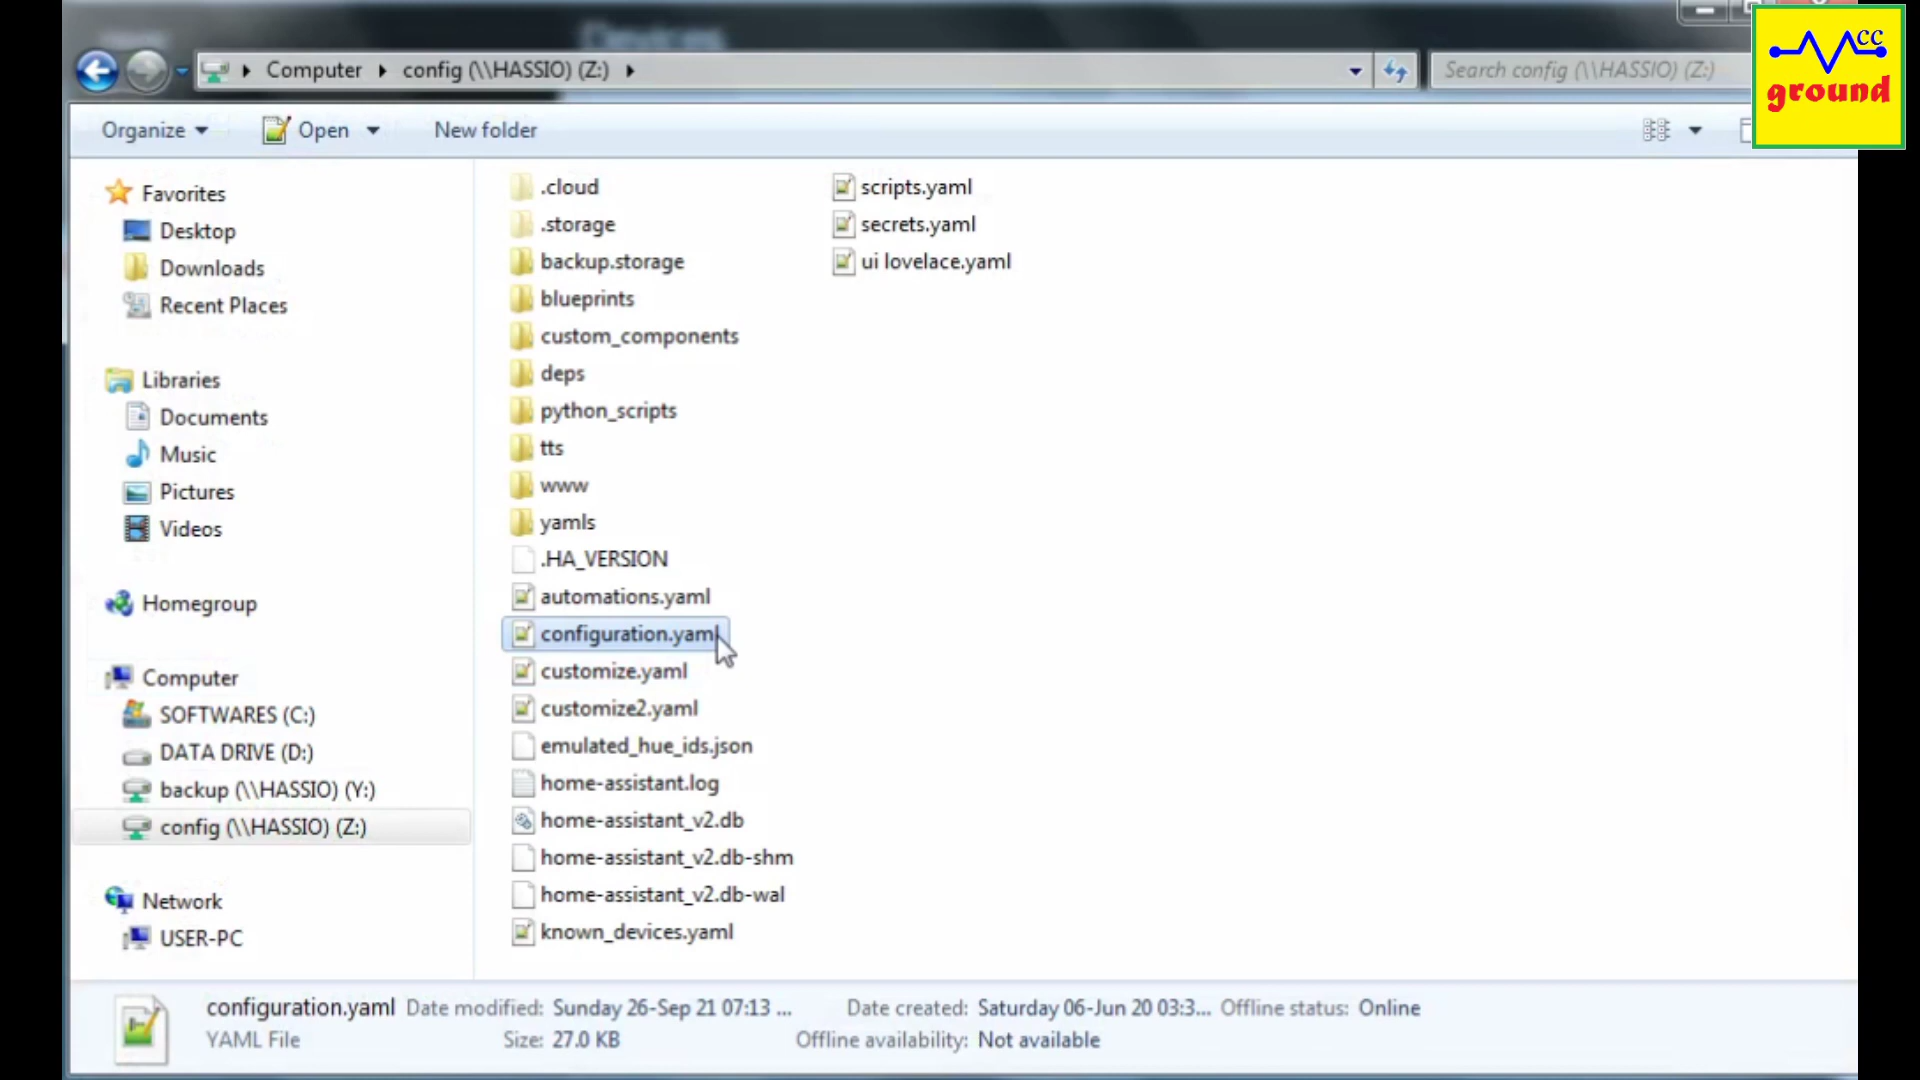 Devices
Computer config (\\HASSIO) (Z:)
Search config (\\HASSIO) (Z:)
CC
ground
Organize
Open
New folder
Favorites
Desktop
Downloads
Recent Places
Libraries
Documents
Music
Pictures
Videos
Homegroup
Computer
SOFTWARES (C:)
DATA DRIVE (D:)
backup (\\HASSIO) (Y:)
config (\\HASSIO) (Z:)
Network
USER-PC
.cloud
.storage
backup.storage
blueprints
custom_components
deps
python_scripts
tts
www
yamls
.HA_VERSION
automations.yaml
configuration.yaml
customize.yaml
customize2.yaml
emulated_hue_ids.json
home-assistant.log
home-assistant_v2.db
home-assistant_v2.db-shm
home-assistant_v2.db-wal
known_devices.yaml
scripts.yaml
secrets.yaml
ui lovelace.yaml
configuration.yaml Date modified: Sunday 26-Sep 21 07:13 ... Date created: Saturday 06-Jun 20 03:3... Offline status: Online
YAML File Size: 27.0 KB Offline availability: Not available